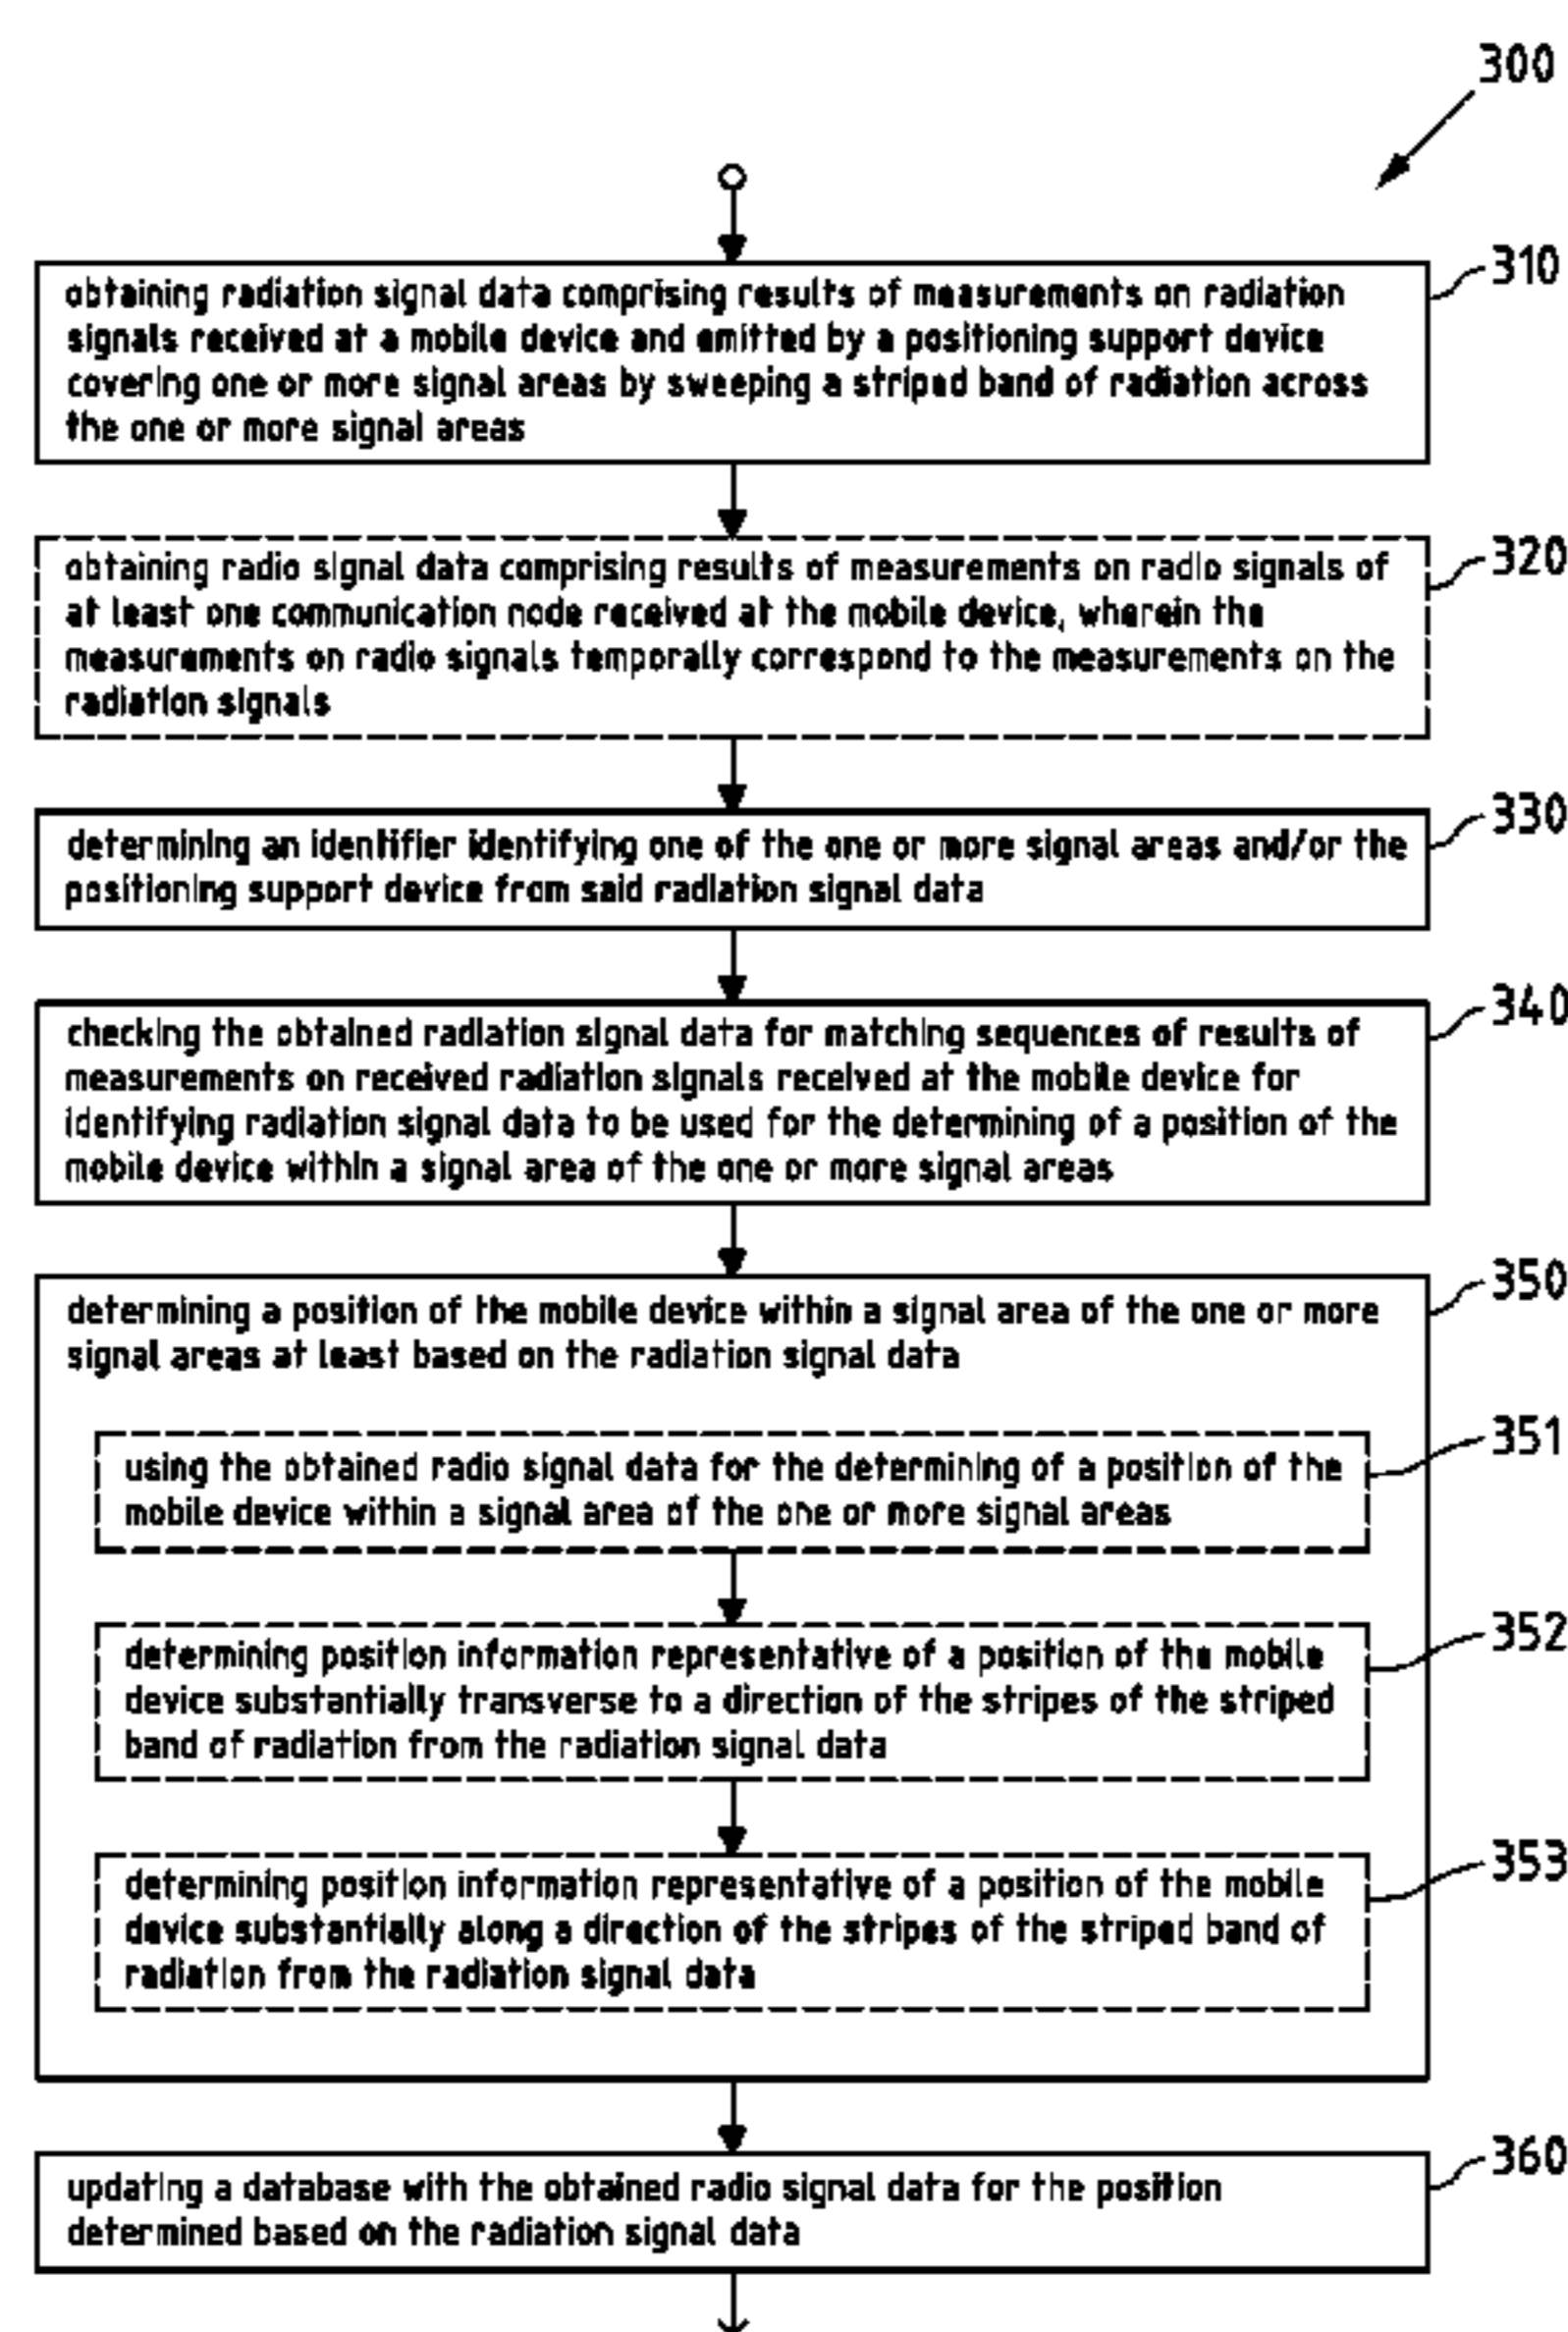 300
310
obtaining radiation signal data comprising results of measurements on radiation
signals received at a mobile device and emitted by a positioning support device
covering one or more signal areas by sweeping a striped band of radiation across
the one or more signal areas
320
obtaining radio signal data comprising results of measurements on radio signals of
at least one communication node received at the mobile device, wherein the
measurements on radio signals temporally correspond to the measurements on the
radiation signals
330
determining an identifier identifying one of the one or more signal areas and/or the
positioning support device from said radiation signal data
340
checking the obtained radiation signal data for matching sequences of results of
measurements on received radiation signals received at the mobile device for
identifying radiation signal data to be used for the determining of a position of the
mobile device within a signal area of the one or more signal areas
350
determining a position of the mobile device within a signal area of the one or more
signal areas at least based on the radiation signal data
351
using the obtained radio signal data for the determining of a position of the
mobile device within a signal area of the one or more signal areas
352
determining position information representative of a position of the mobile
device substantially transverse to a direction of the stripes of the striped
band of radiation from the radiation signal data
353
determining position information representative of a position of the mobile
device substantially along a direction of the stripes of the striped band of
radiation from the radiation signal data
360
updating a database with the obtained radio signal data for the position
determined based on the radiation signal data